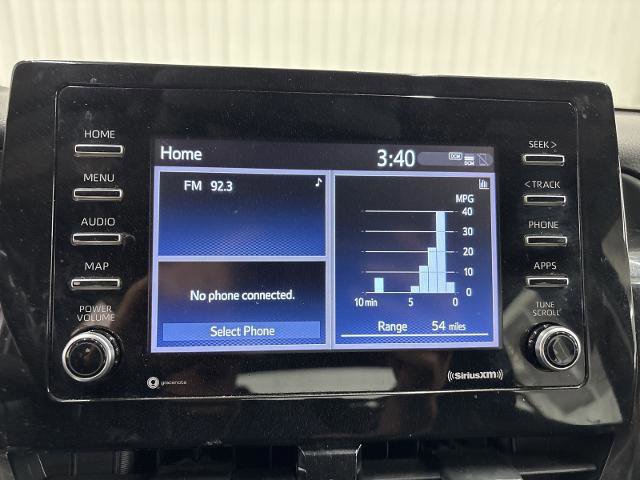 HOME
MENU
AUDIO
MAP
POWER
VOLUME
Home
3:40
DCM
DCM
FM 92.3
No phone connected.
Select Phone
MPG
40
30
20
10
0
10 min 5 0
Range 54 miles
SEEK >
< TRACK
PHONE
APPS
TUNE
SCROLL
gracenote
((SiriusXM))